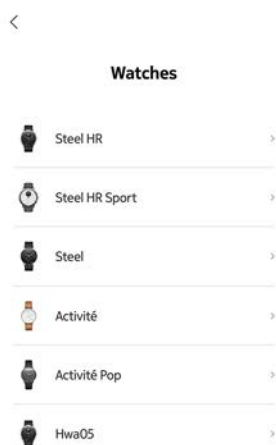 Watches
Steel HR
Steel HR Sport
Steel
Activité
Activité Pop
Hwa05